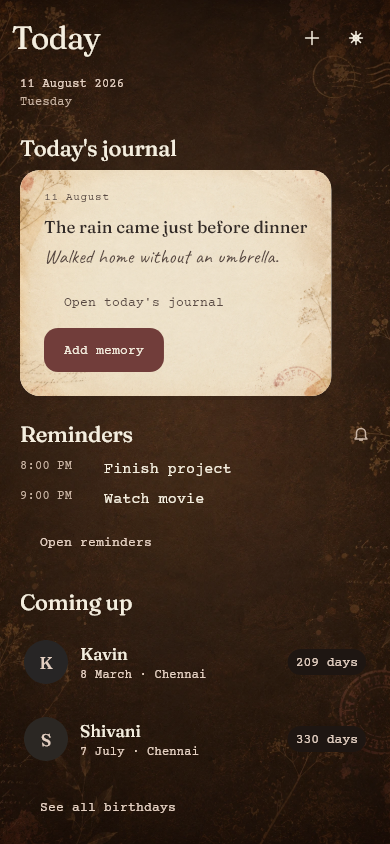 Today
11 August 2026
Tuesday
Today's journal
11 August
The rain came just before dinner
Walked home without an umbrella.
Open today's journal
Add memory
Reminders
8:00 PM Finish project
9:00 PM Watch movie
Open reminders
Coming up
K
Kavin
8 March · Chennai
209 days
S
Shivani
7 July · Chennai
330 days
See all birthdays